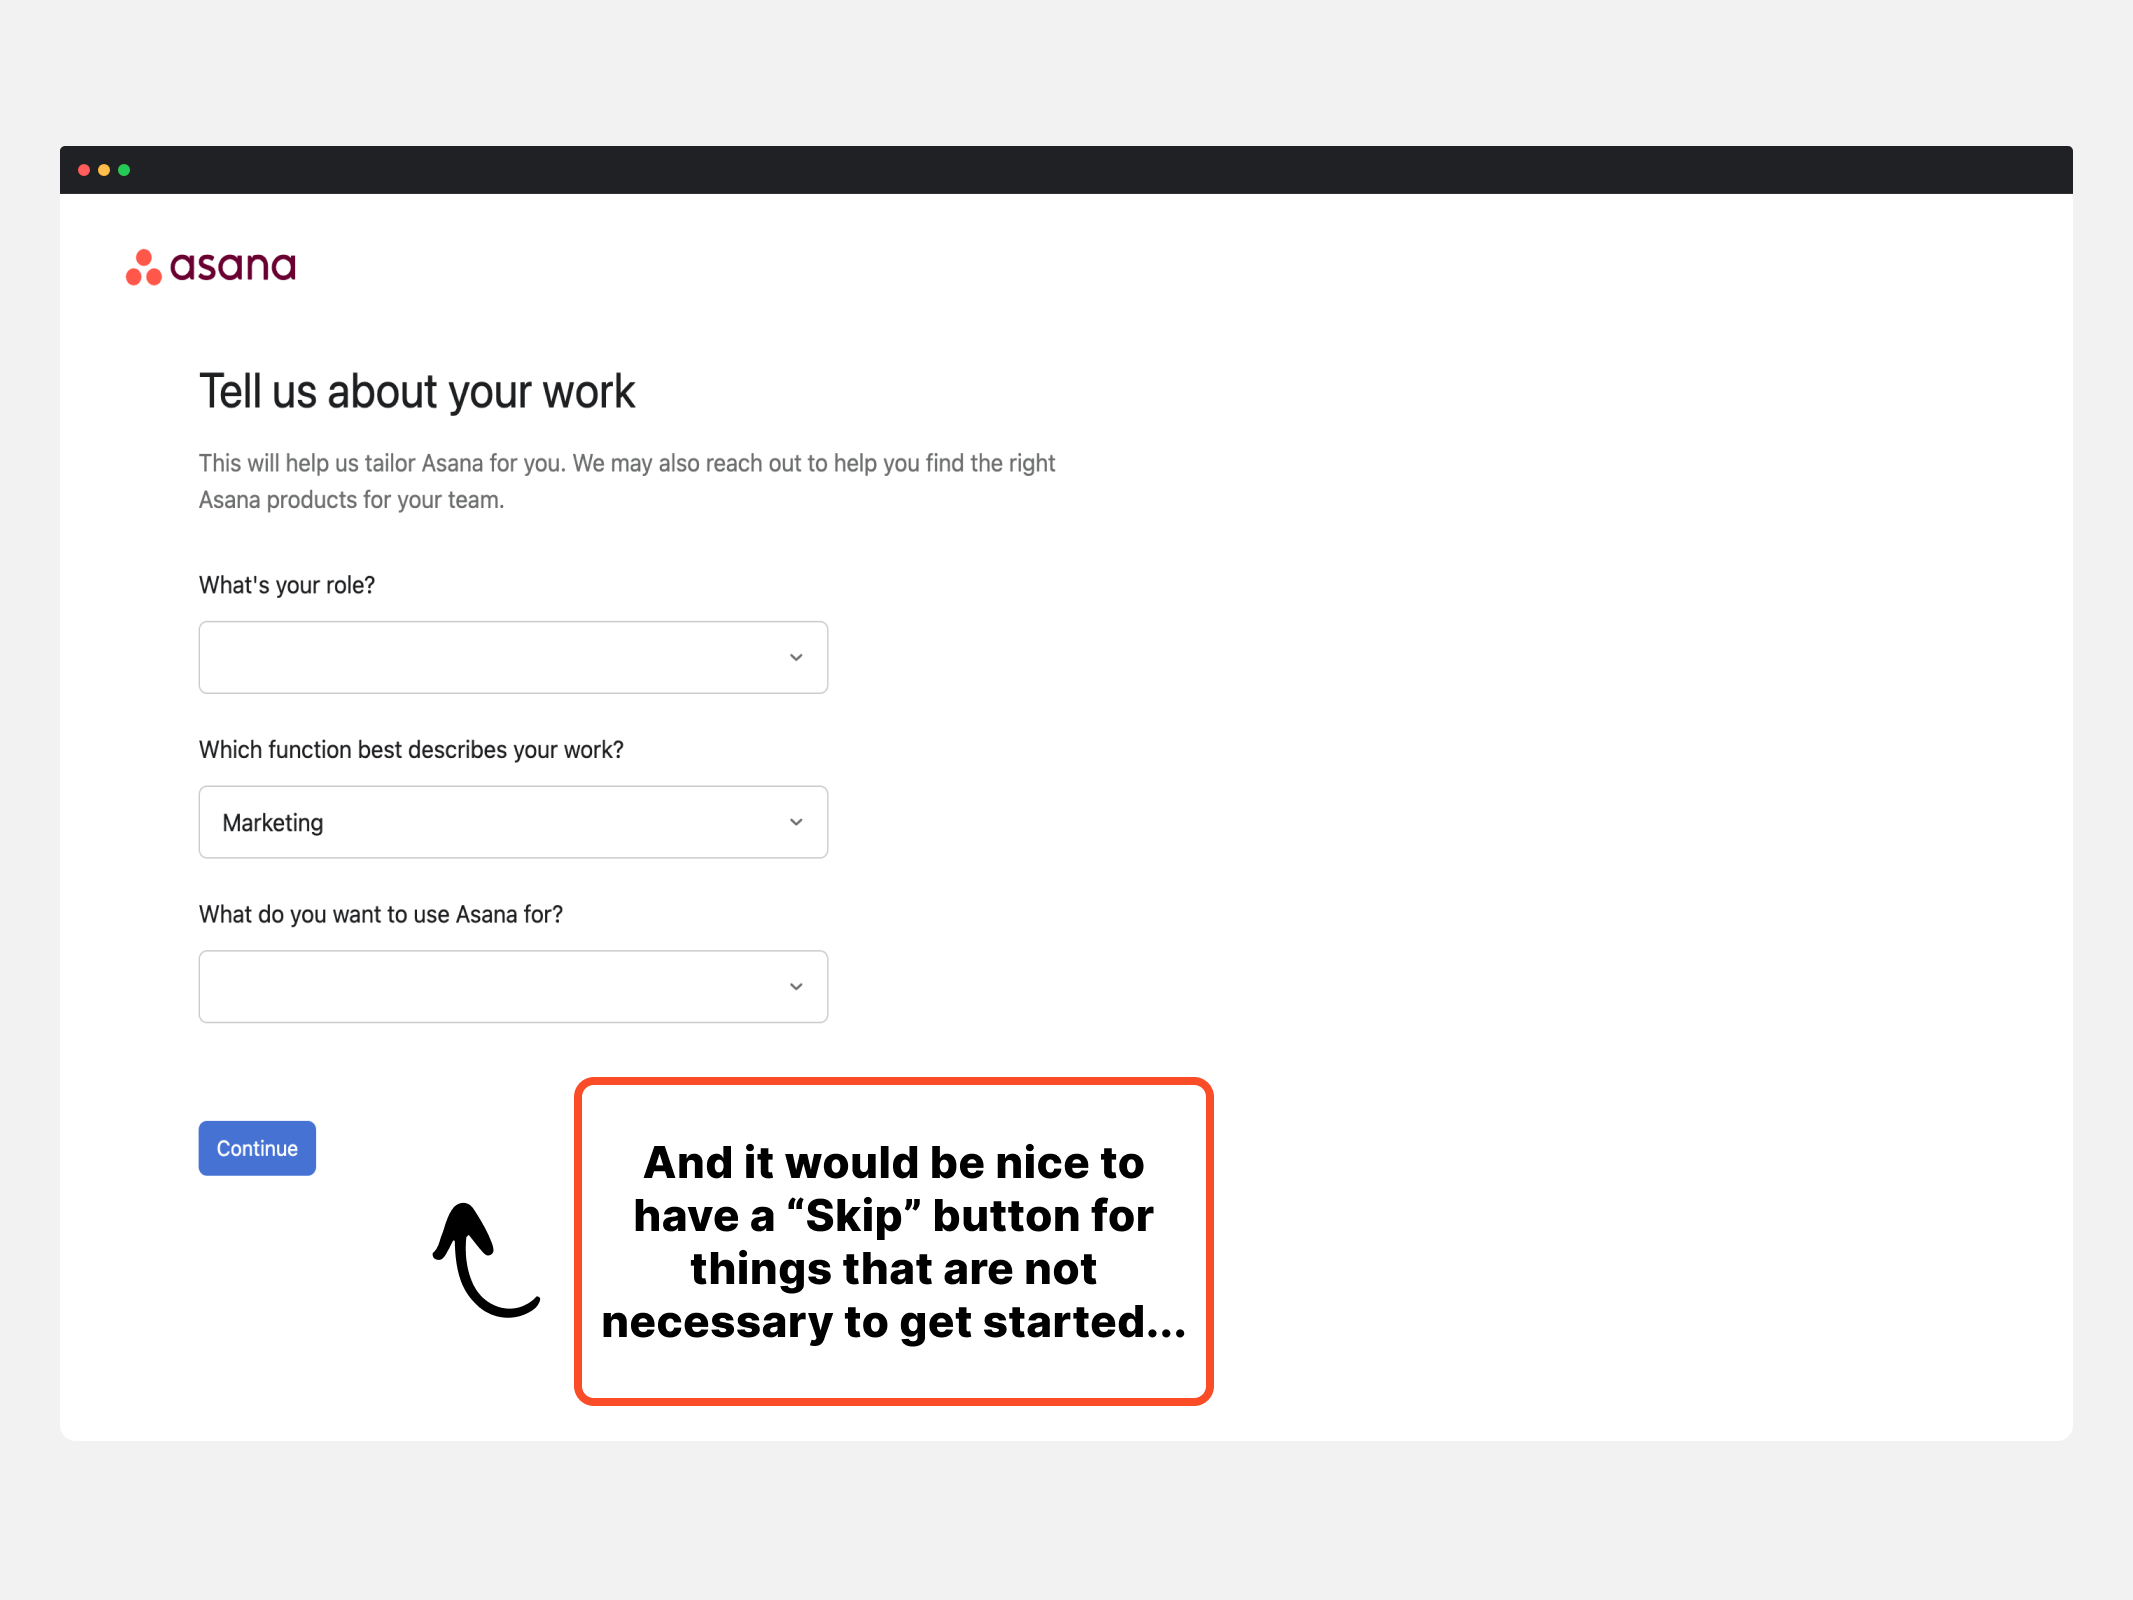 asana
Tell us about your work
This will help us tailor Asana for you. We may also reach out to help you find the right
Asana products for your team.
What's your role?
Which function best describes your work?
Marketing
What do you want to use Asana for?
Continue
And it would be nice to
have a “Skip” button for
things that are not
necessary to get started...